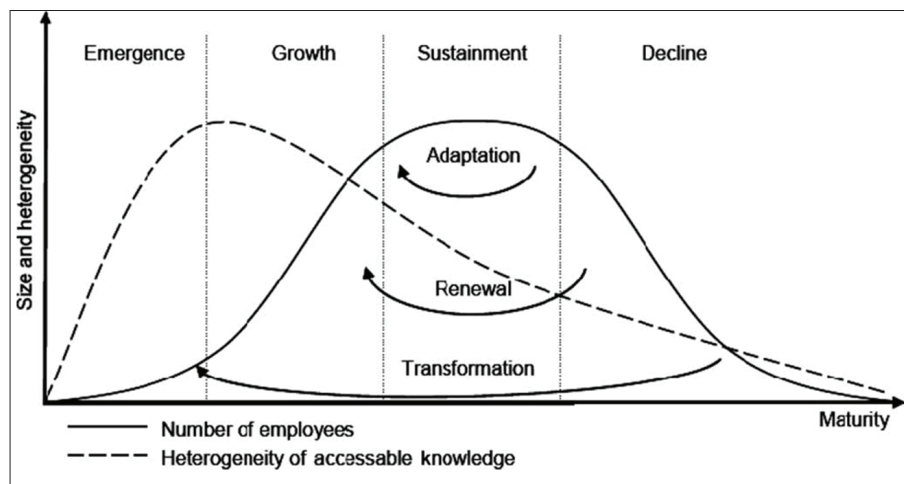 Emergence
Growth
Sustainment
Decline
Size and heterogeneity
Adaptation
Renewal
Transformation
Maturity
Number of employees
Heterogeneity of accessable knowledge